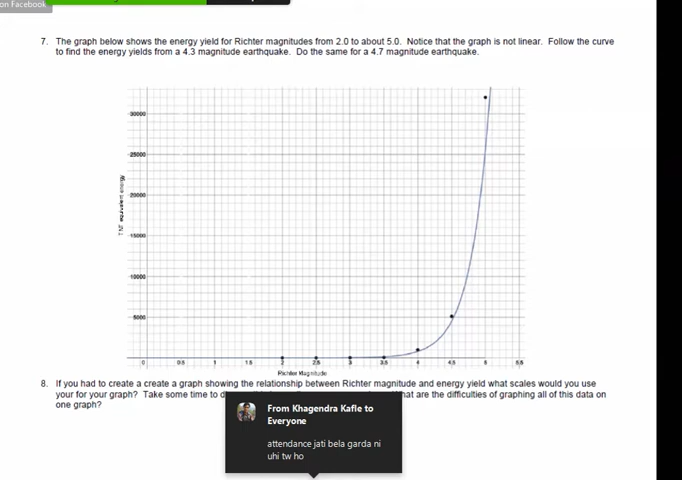 on Facebook
7. The graph below shows the energy yield for Richter magnitudes from 2.0 to about 5.0. Notice that the graph is not linear. Follow the curve
to find the energy yields from a 4.3 magnitude earthquake. Do the same for a 4.7 magnitude earthquake.
30000
25000
20000
15000
10000
5000
TNT equivalent energy
0 0.5 1 1.5 2 2.5 3 3.5 4 4.5 5 5.5
Richter Magnitude
8. If you had to create a create a graph showing the relationship between Richter magnitude and energy yield what scales would you use
your for your graph? Take some time to d hat are the difficulties of graphing all of this data on
one graph?
From Khagendra Kafle to
Everyone
attendance jati bela garda ni
uhi tw ho